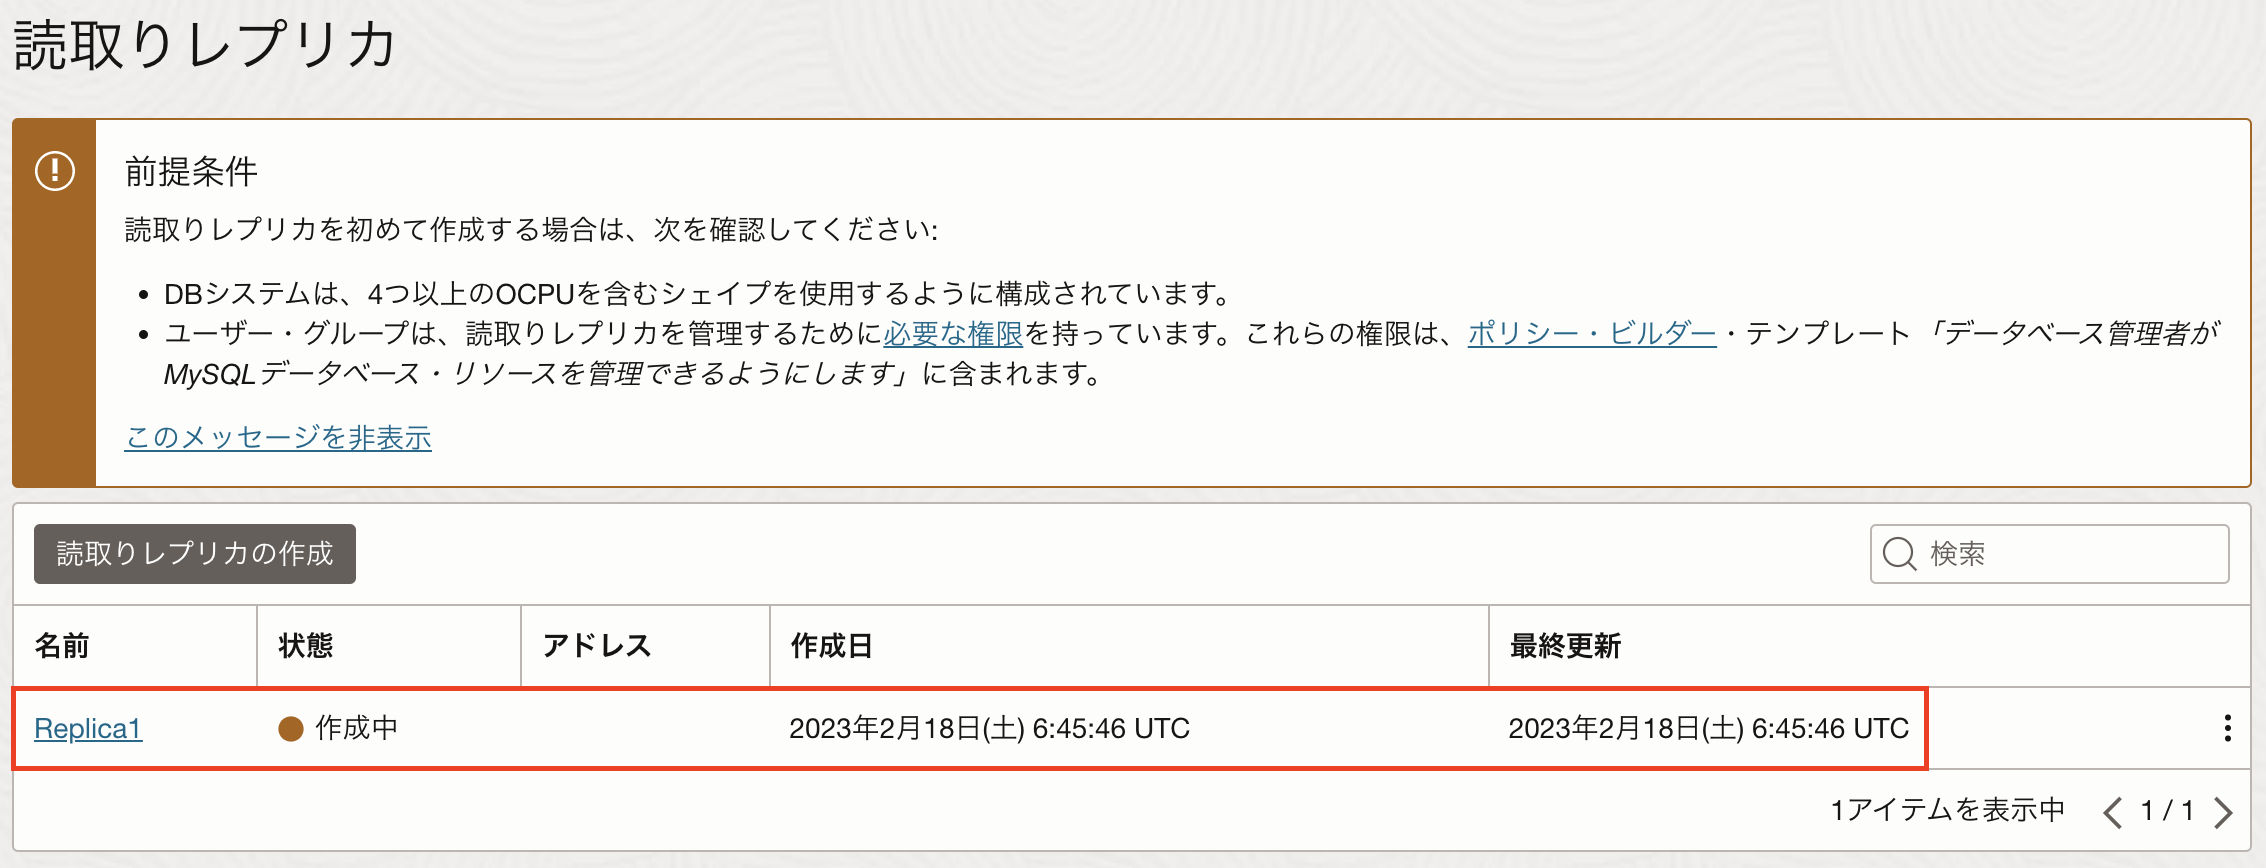 読取りレプリカ
前提条件
読取りレプリカを初めて作成する場合は、次を確認してください:
• DBシステムは、4つ以上のOCPUを含むシェイプを使用するように構成されています。
• ユーザー・グループは、読取りレプリカを管理するために必要な権限を持っています。これらの権限は、ポリシー・ビルダー・テンプレート「データベース管理者が
MySQLデータベース・リソースを管理できるようにします」に含まれます。
このメッセージを非表示
読取りレプリカの作成 検索
名前 状態 アドレス 作成日 最終更新
Replica1 作成中 2023年2月18日(土) 6:45:46 UTC 2023年2月18日(土) 6:45:46 UTC
1アイテムを表示中 1 / 1